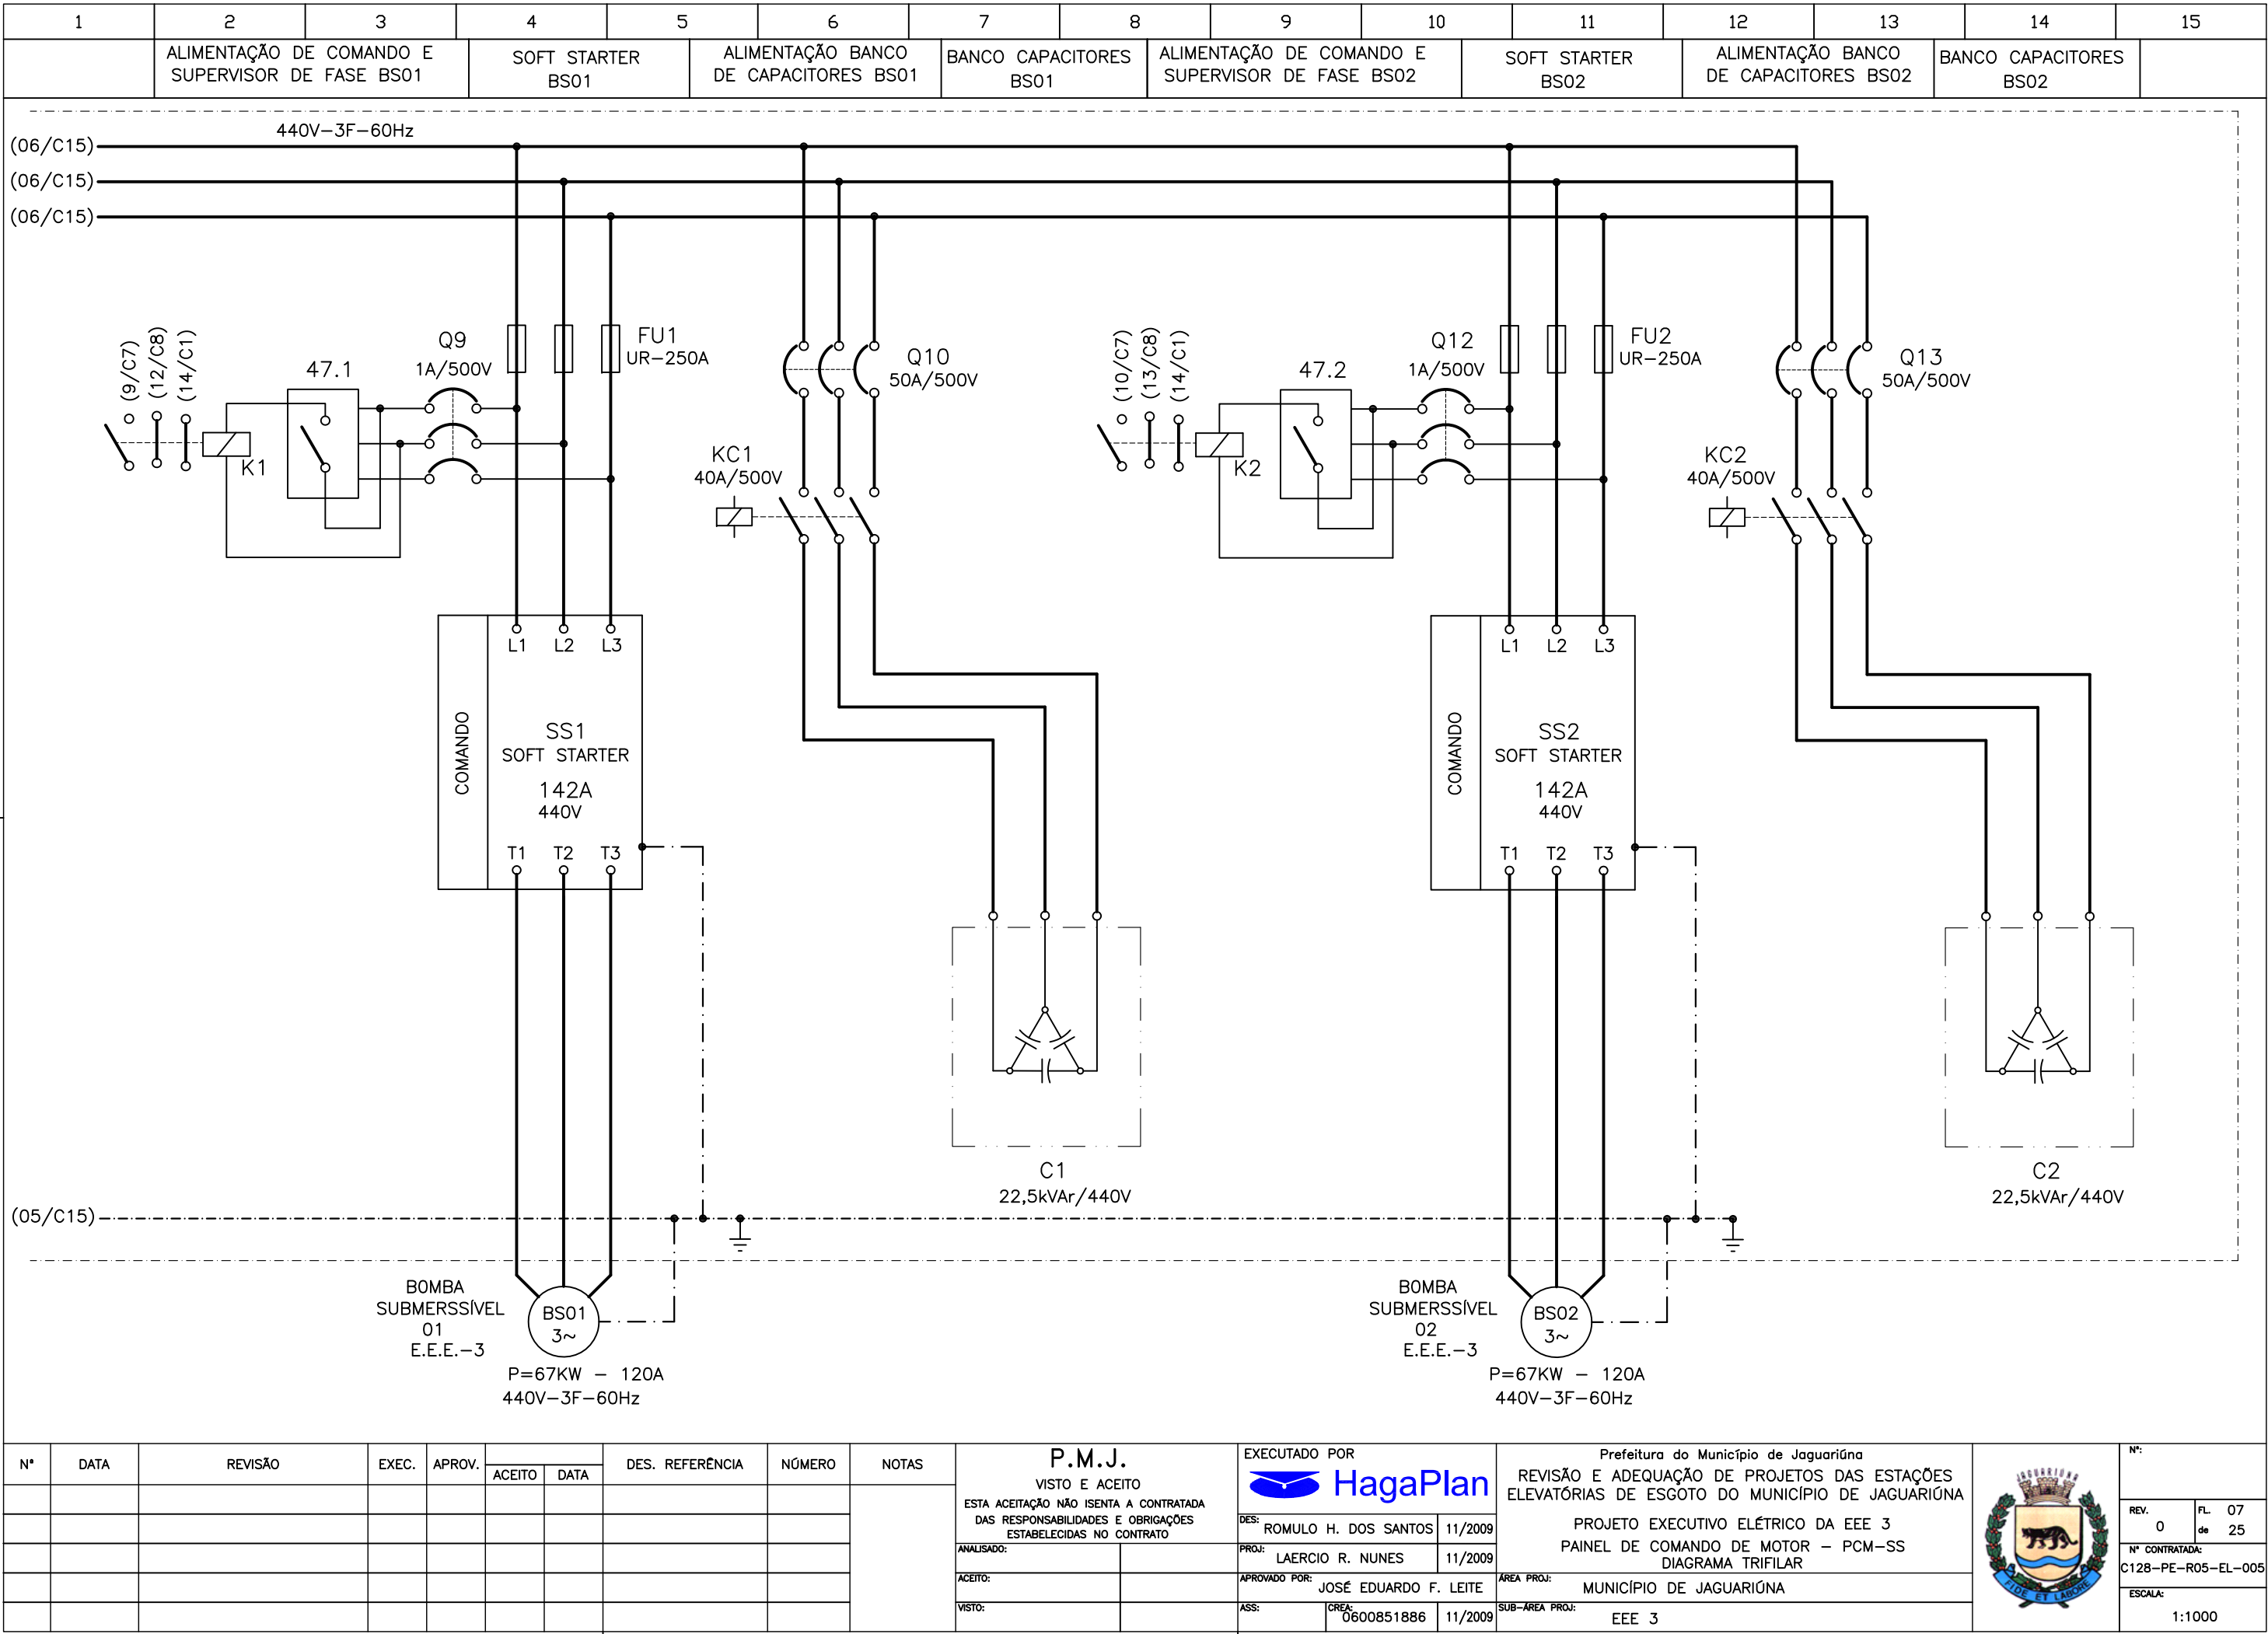 1 2 3 4 5 6 7 8 9 10 11 12 13 14 15
ALIMENTAÇÃO DE COMANDO E
SUPERVISOR DE FASE BS01
SOFT STARTER
BS01
ALIMENTAÇÃO BANCO
DE CAPACITORES BS01
BANCO CAPACITORES
BS01
ALIMENTAÇÃO DE COMANDO E
SUPERVISOR DE FASE BS02
SOFT STARTER
BS02
ALIMENTAÇÃO BANCO
DE CAPACITORES BS02
BANCO CAPACITORES
BS02
440V-3F-60Hz
(06/C15)
(06/C15)
(06/C15)
(9/C7)
(12/C8)
(14/C1)
K1
47.1
Q9
1A/500V
FU1
UR-250A
Q10
50A/500V
KC1
40A/500V
(10/C7)
(13/C8)
(14/C1)
K2
47.2
Q12
1A/500V
FU2
UR-250A
Q13
50A/500V
KC2
40A/500V
L1 L2 L3
COMANDO
SS1
SOFT STARTER
142A
440V
T1 T2 T3
L1 L2 L3
COMANDO
SS2
SOFT STARTER
142A
440V
T1 T2 T3
C1
22,5kVAr/440V
C2
22,5kVAr/440V
(05/C15)
BOMBA
SUBMERSSÍVEL
01
E.E.E.-3
BS01
3~
P=67KW - 120A
440V-3F-60Hz
BOMBA
SUBMERSSÍVEL
02
E.E.E.-3
BS02
3~
P=67KW - 120A
440V-3F-60Hz
Nº DATA REVISÃO EXEC. APROV. ACEITO DATA DES. REFERÊNCIA NÚMERO NOTAS
P.M.J.
VISTO E ACEITO
ESTA ACEITAÇÃO NÃO ISENTA A CONTRATADA
DAS RESPONSABILIDADES E OBRIGAÇÕES
ESTABELECIDAS NO CONTRATO
ANALISADO:
ACEITO:
VISTO:
EXECUTADO POR
HagaPlan
DES: ROMULO H. DOS SANTOS 11/2009
PROJ: LAERCIO R. NUNES 11/2009
APROVADO POR: JOSÉ EDUARDO F. LEITE
ASS: CREA: 0600851886 11/2009
Prefeitura do Município de Jaguariúna
REVISÃO E ADEQUAÇÃO DE PROJETOS DAS ESTAÇÕES
ELEVATÓRIAS DE ESGOTO DO MUNICÍPIO DE JAGUARIÚNA
PROJETO EXECUTIVO ELÉTRICO DA EEE 3
PAINEL DE COMANDO DE MOTOR - PCM-SS
DIAGRAMA TRIFILAR
ÁREA PROJ: MUNICÍPIO DE JAGUARIÚNA
SUB-ÁREA PROJ: EEE 3
JAGUARIÚNA
FIDE ET LABORE
Nº:
REV. 0
FL. 07
de 25
Nº CONTRATADA:
C128-PE-R05-EL-005
ESCALA:
1:1000